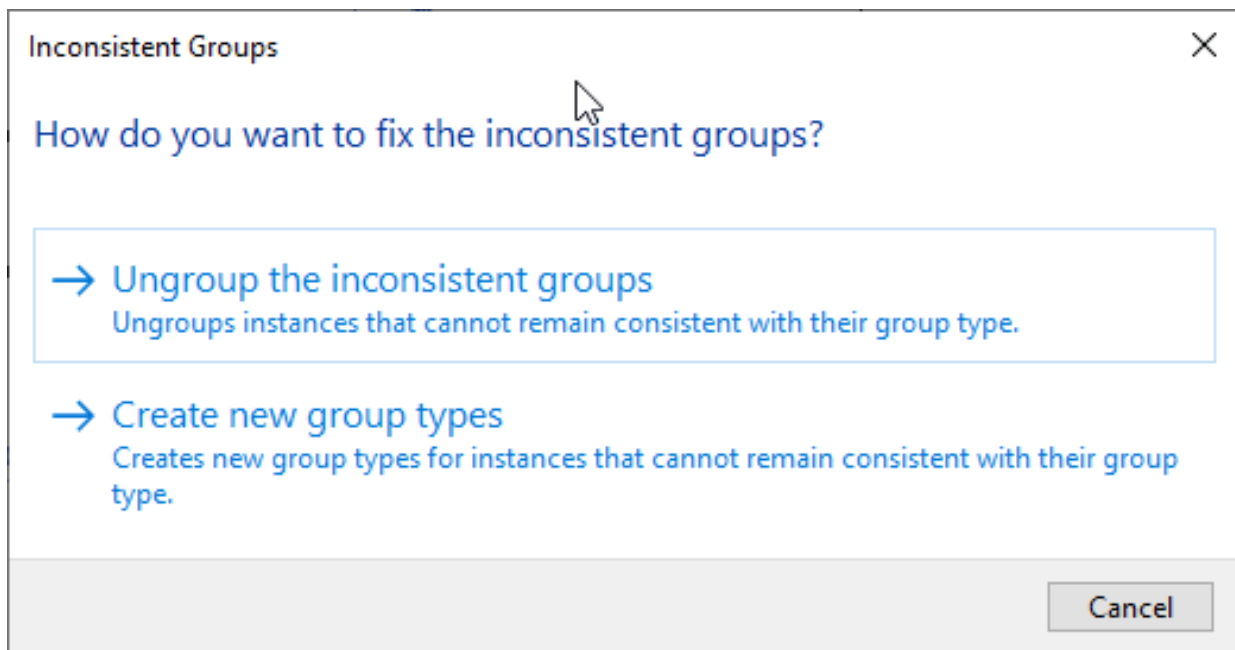 Inconsistent Groups
How do you want to fix the inconsistent groups?
Ungroup the inconsistent groups
Ungroups instances that cannot remain consistent with their group type.
Create new group types
Creates new group types for instances that cannot remain consistent with their group
type.
Cancel